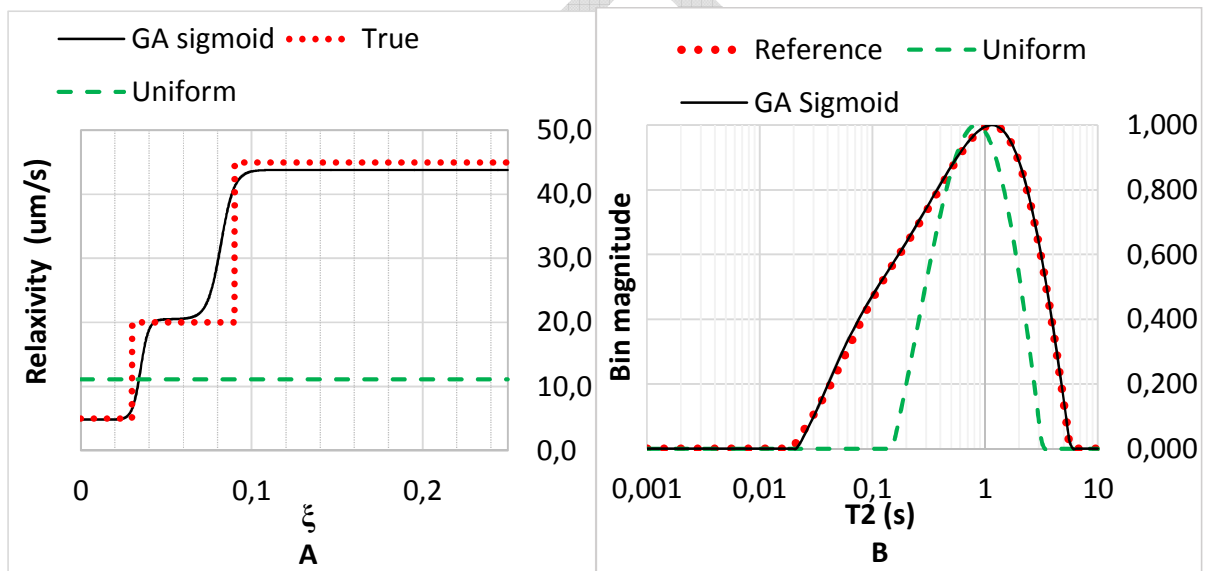 GA sigmoid True
Uniform
Relaxivity (um/s)
50,0
40,0
30,0
20,0
10,0
0,0
0 0,1 0,2
ξ
A
Reference Uniform
GA Sigmoid
Bin magnitude
1,000
0,800
0,600
0,400
0,200
0,000
0,001 0,01 0,1 1 10
T2 (s)
B